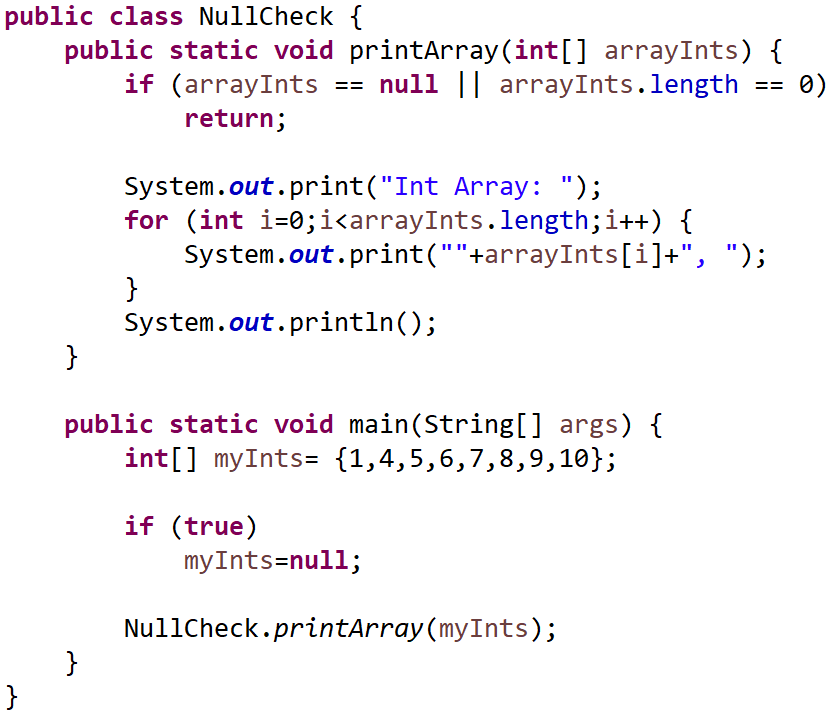 public class NullCheck {
    public static void printArray(int[] arrayInts) {
        if (arrayInts == null || arrayInts.length == 0)
            return;

        System.out.print("Int Array: ");
        for (int i=0;i<arrayInts.length;i++) {
            System.out.print(""+arrayInts[i]+", ");
        }
        System.out.println();
    }

    public static void main(String[] args) {
        int[] myInts= {1,4,5,6,7,8,9,10};

        if (true)
            myInts=null;

        NullCheck.printArray(myInts);
    }
}